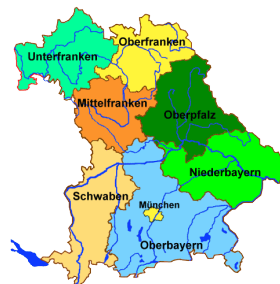 Oberfranken
Unterfranken
Mittelfranken
Oberpfalz
Niederbayern
Schwaben
München
Oberbayern